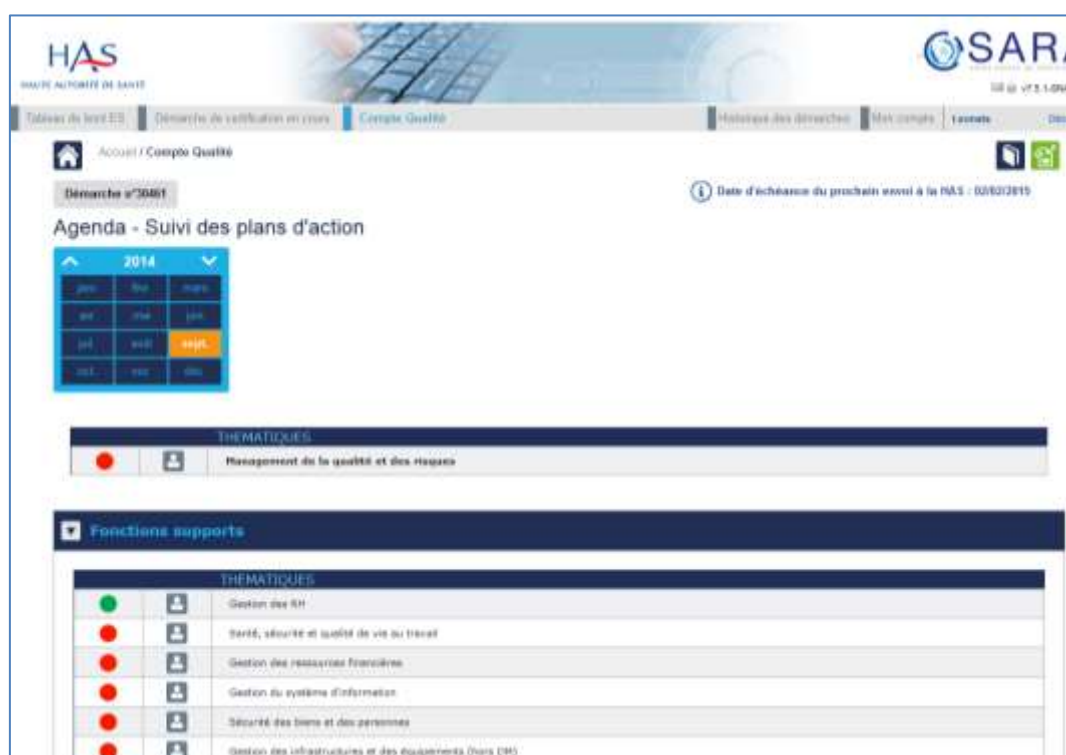 HAS
HAUTE AUTORITÉ DE SANTÉ
SARA
Tableau de bord ES Démarche de certification en cours Compte Qualité Historique des démarches Mon compte
Accueil / Compte Qualité
Démarche n°30461
Date d'échéance du prochain envoi à la HAS : 02/02/2015
Agenda - Suivi des plans d'action
2014
jan. fév. mars
avr. mai juin
juil. août sept.
oct. nov. déc.
THEMATIQUES
Management de la qualité et des risques
Fonctions supports
THEMATIQUES
Gestion des RH
Santé, sécurité et qualité de vie au travail
Gestion des ressources financières
Gestion du système d'information
Sécurité des biens et des personnes
Gestion des infrastructures et des équipements (hors DM)